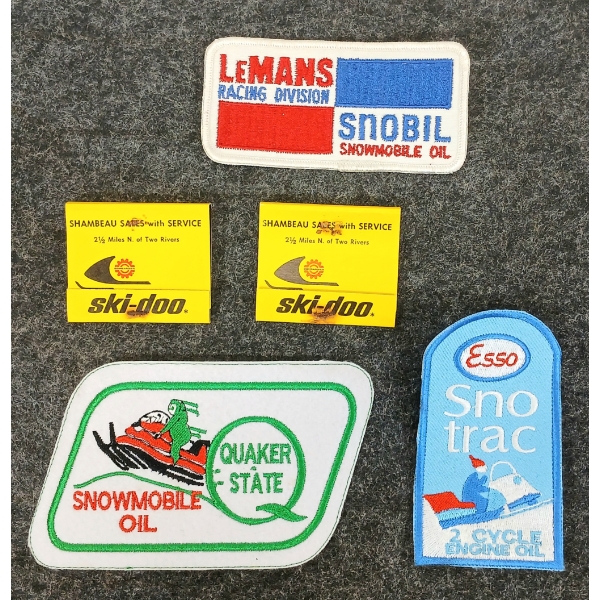 LEMANS
RACING DIVISION
SNOBIL
SNOWMOBILE OIL
SHAMBEAU SALES with SERVICE
2½ Miles N. of Two Rivers
ski-doo®
SHAMBEAU SALES with SERVICE
2½ Miles N. of Two Rivers
ski-doo®
QUAKER
STATE
SNOWMOBILE
OIL
Esso
Sno
trac
2 CYCLE
ENGINE OIL